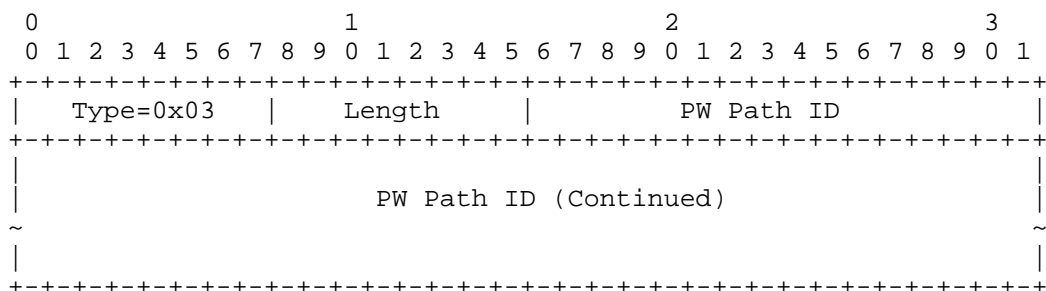 0                   1                   2                   3
 0 1 2 3 4 5 6 7 8 9 0 1 2 3 4 5 6 7 8 9 0 1 2 3 4 5 6 7 8 9 0 1
+-+-+-+-+-+-+-+-+-+-+-+-+-+-+-+-+-+-+-+-+-+-+-+-+-+-+-+-+-+-+-+-+
|   Type=0x03   |    Length     |         PW Path ID            |
+-+-+-+-+-+-+-+-+-+-+-+-+-+-+-+-+-+-+-+-+-+-+-+-+-+-+-+-+-+-+-+-+
|                                                               |
|                      PW Path ID (Continued)                   |
~                                                               ~
|                                                               |
+-+-+-+-+-+-+-+-+-+-+-+-+-+-+-+-+-+-+-+-+-+-+-+-+-+-+-+-+-+-+-+-+